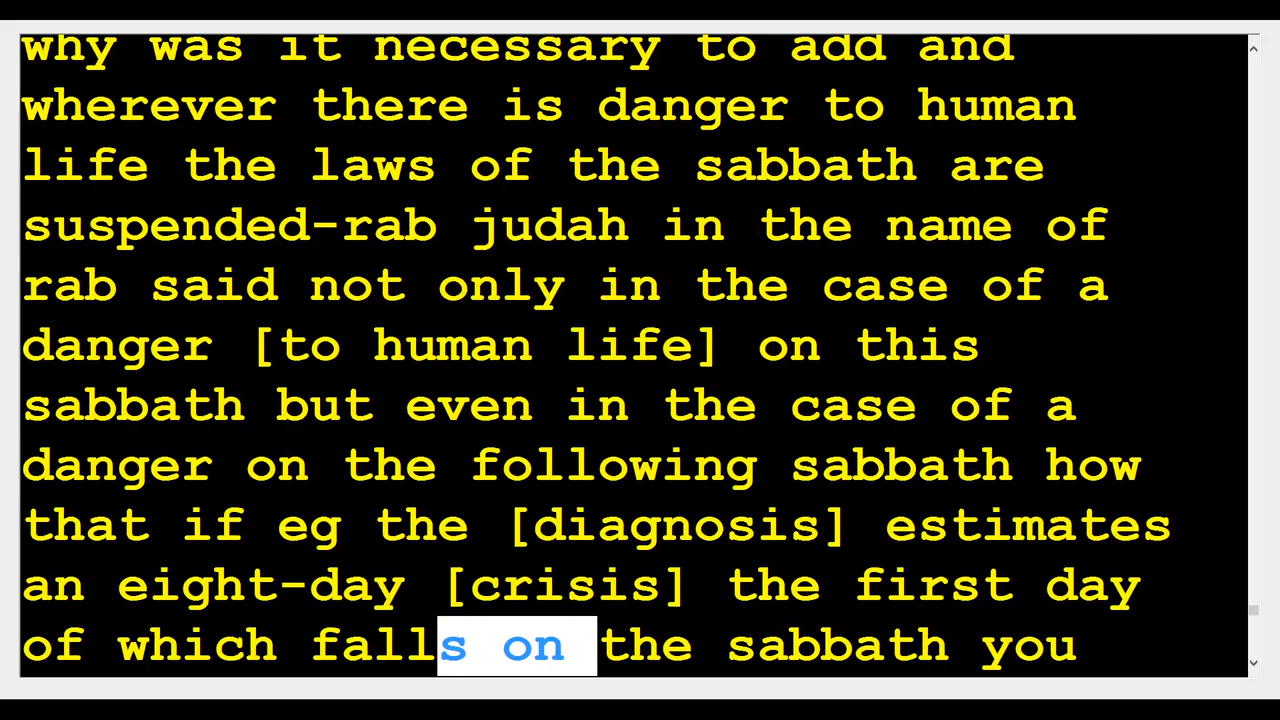 why was it necessary to add and
wherever there is danger to human
life the laws of the sabbath are
suspended-rab judah in the name of
rab said not only in the case of a
danger [to human life] on this
sabbath but even in the case of a
danger on the following sabbath how
that if eg the [diagnosis] estimates
an eight-day [crisis] the first day
of which falls on the sabbath you